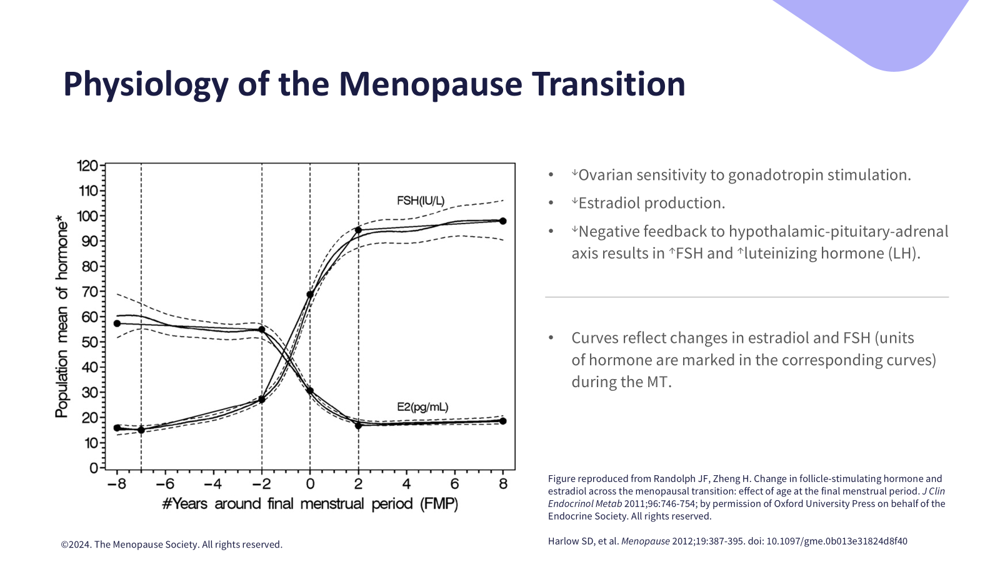 Physiology of the Menopause Transition
120
110
100
90
80
70
60
50
40
30
20
10
0
Population mean of hormone*
FSH(IU/L)
E2(pg/mL)
−8 −6 −4 −2 0 2 4 6 8
#Years around final menstrual period (FMP)
• ↓Ovarian sensitivity to gonadotropin stimulation.
• ↓Estradiol production.
• ↓Negative feedback to hypothalamic-pituitary-adrenal
axis results in ↑FSH and ↑luteinizing hormone (LH).
• Curves reflect changes in estradiol and FSH (units
of hormone are marked in the corresponding curves)
during the MT.
Figure reproduced from Randolph JF, Zheng H. Change in follicle-stimulating hormone and
estradiol across the menopausal transition: effect of age at the final menstrual period. J Clin
Endocrinol Metab 2011;96:746-754; by permission of Oxford University Press on behalf of the
Endocrine Society. All rights reserved.
Harlow SD, et al. Menopause 2012;19:387-395. doi: 10.1097/gme.0b013e31824d8f40
©2024. The Menopause Society. All rights reserved.